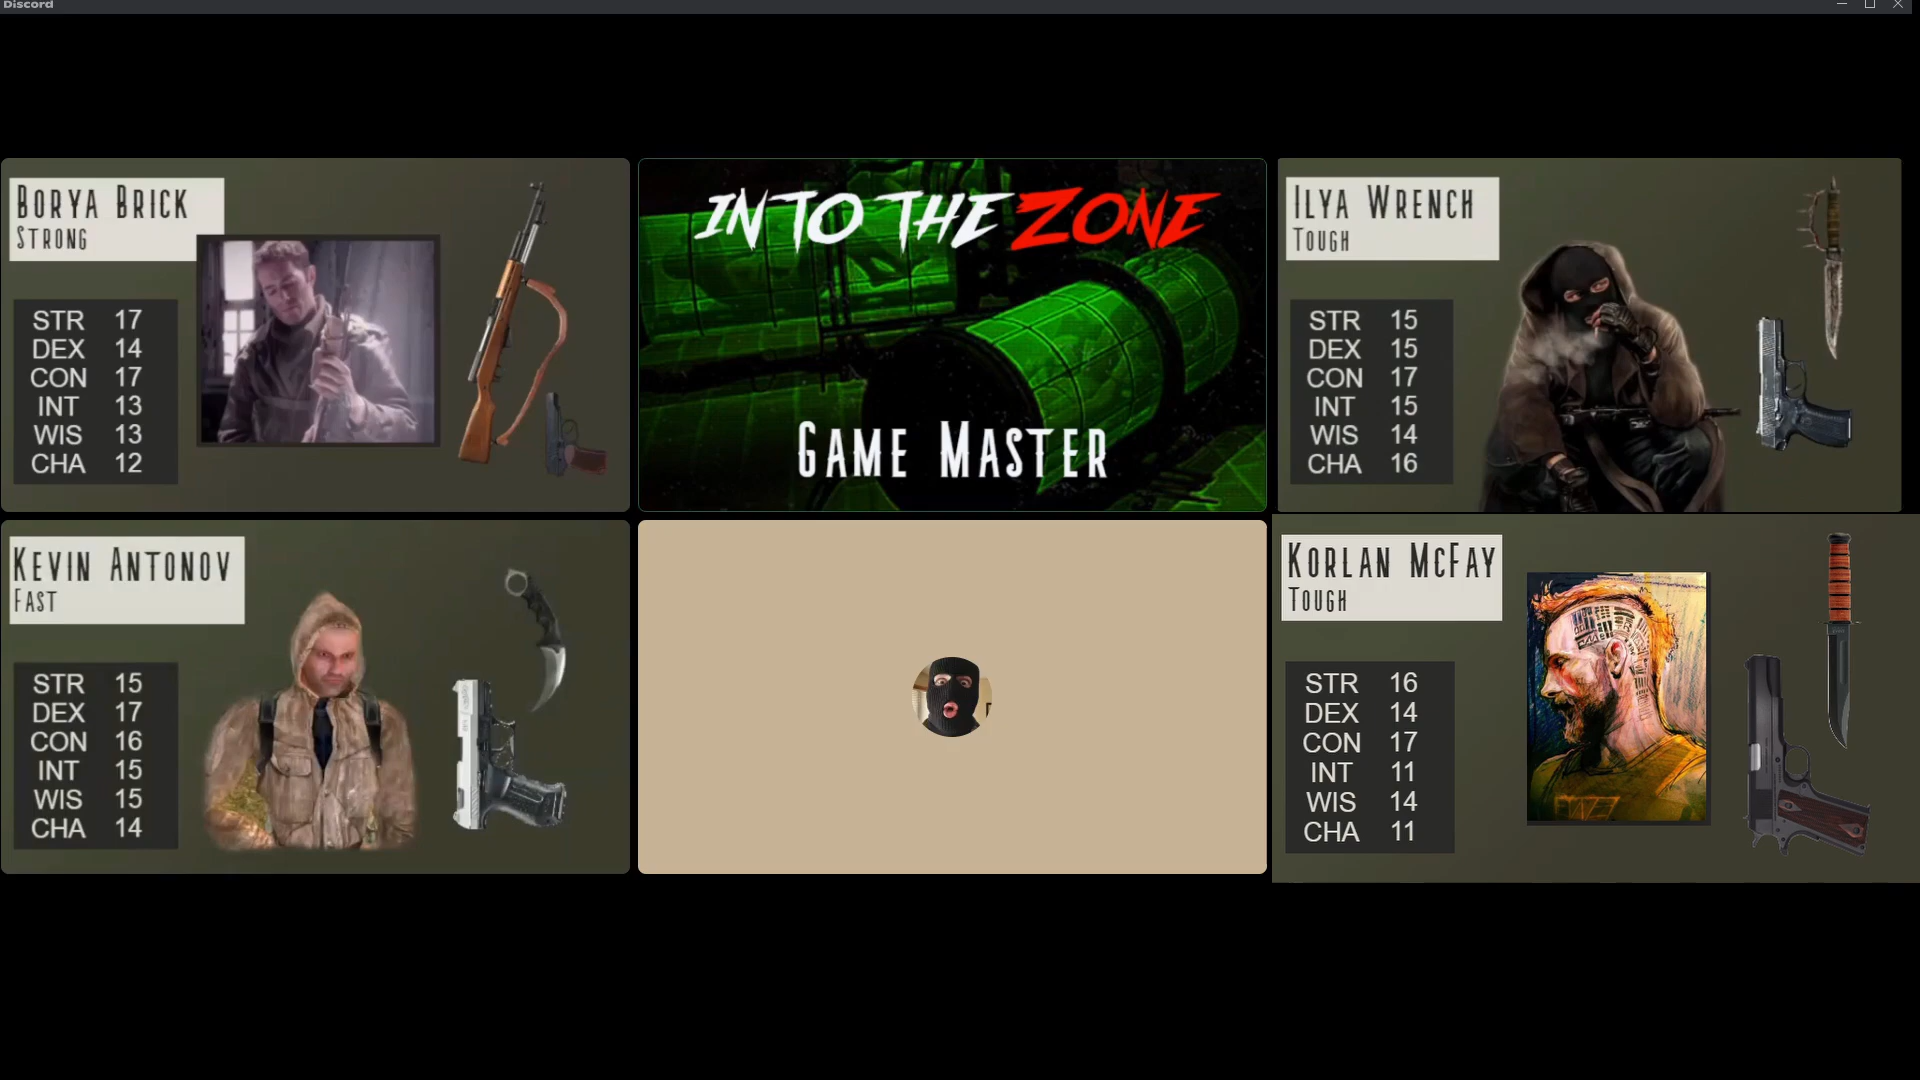 Discord
BORYA BRICK
STRONG
STR 17
DEX 14
CON 17
INT 13
WIS 13
CHA 12
INTO THE ZONE
GAME MASTER
ILYA WRENCH
TOUGH
STR 15
DEX 15
CON 17
INT 15
WIS 14
CHA 16
KEVIN ANTONOV
FAST
STR 15
DEX 17
CON 16
INT 15
WIS 15
CHA 14
KORLAN MCFAY
TOUGH
STR 16
DEX 14
CON 17
INT 11
WIS 14
CHA 11